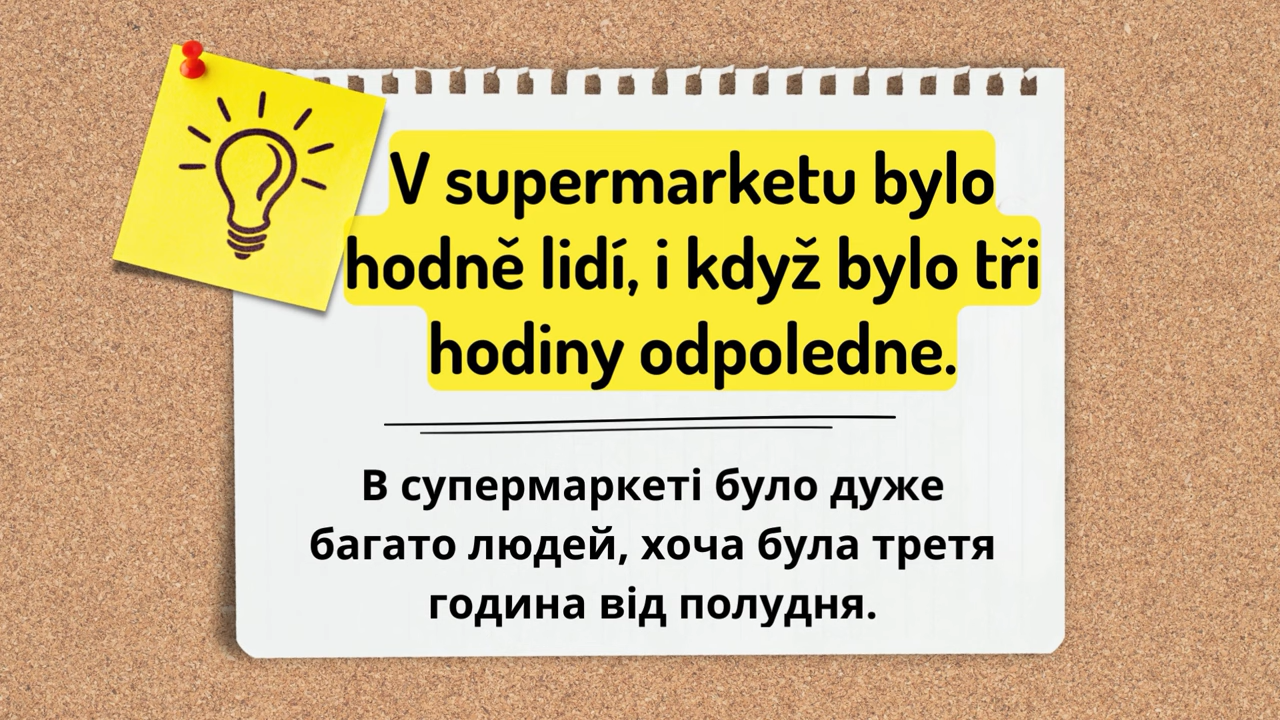 V supermarketu bylo
hodně lidí, i když bylo tři
hodiny odpoledne.
В супермаркеті було дуже
багато людей, хоча була третя
година від полудня.